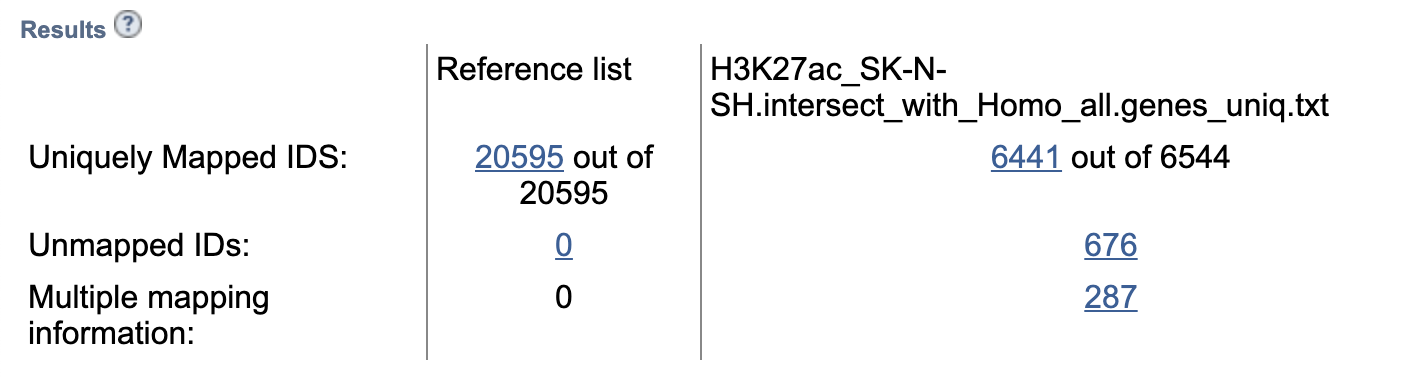 Results ?
Reference list
H3K27ac_SK-N-
SH.intersect_with_Homo_all.genes_uniq.txt
Uniquely Mapped IDS:
20595 out of
20595
6441 out of 6544
Unmapped IDs:
0
676
Multiple mapping
information:
0
287